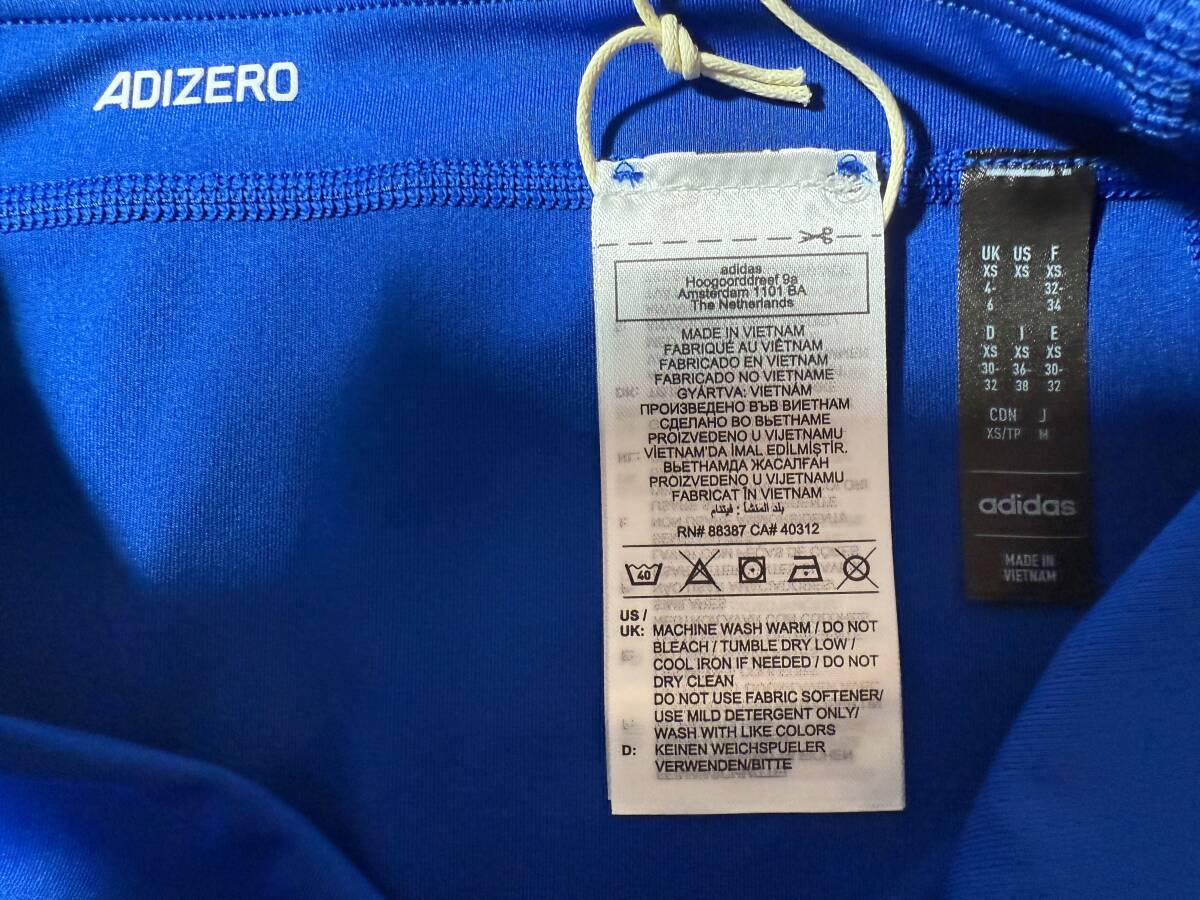 ADIZERO
adidas
Hoogoorddreef 9a
Amsterdam 1101 BA
The Netherlands
MADE IN VIETNAM
FABRIQUÉ AU VIÊTNAM
FABRICADO EN VIETNAM
FABRICADO NO VIETNAME
GYÁRTVA: VIETNÁM
ПРОИЗВЕДЕНО ВЪВ ВИЕТНАМ
СДЕЛАНО ВО ВЬЕТНАМЕ
PROIZVEDENO U VIJETNAMU
VİETNAM'DA İMAL EDİLMİŞTİR.
ВЬЕТНАМДА ЖАСАЛҒАН
PROIZVEDENO U VIJETNAMU
FABRICAT ÎN VIETNAM
بلد المنشأ : فيتنام
RN# 88387 CA# 40312
40
US /
UK: MACHINE WASH WARM / DO NOT
BLEACH / TUMBLE DRY LOW /
COOL IRON IF NEEDED / DO NOT
DRY CLEAN
DO NOT USE FABRIC SOFTENER/
USE MILD DETERGENT ONLY/
WASH WITH LIKE COLORS
D: KEINEN WEICHSPUELER
VERWENDEN/BITTE
UK US F
XS XS XS
4- 32-
6 34
D I E
XS XS XS
30- 36- 30-
32 38 32
CDN J
XS/TP M
adidas
MADE IN
VIETNAM